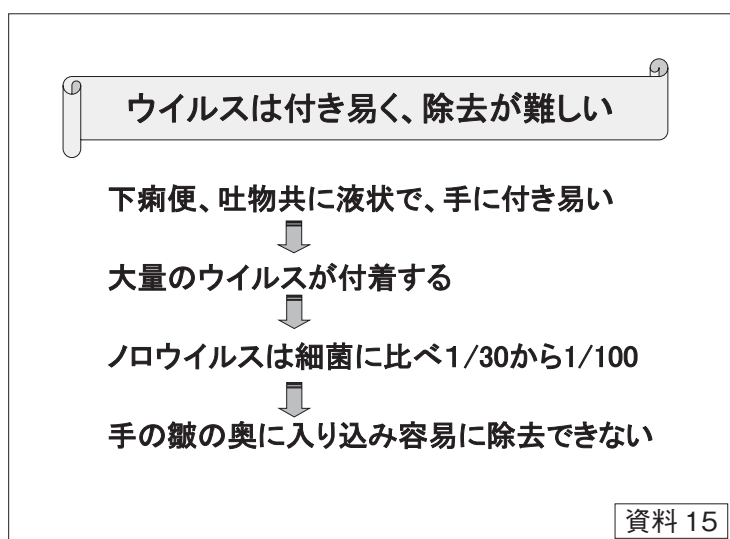 ウイルスは付き易く、除去が難しい
下痢便、吐物共に液状で、手に付き易い
大量のウイルスが付着する
ノロウイルスは細菌に比べ1/30から1/100
手の皺の奥に入り込み容易に除去できない
資料 15